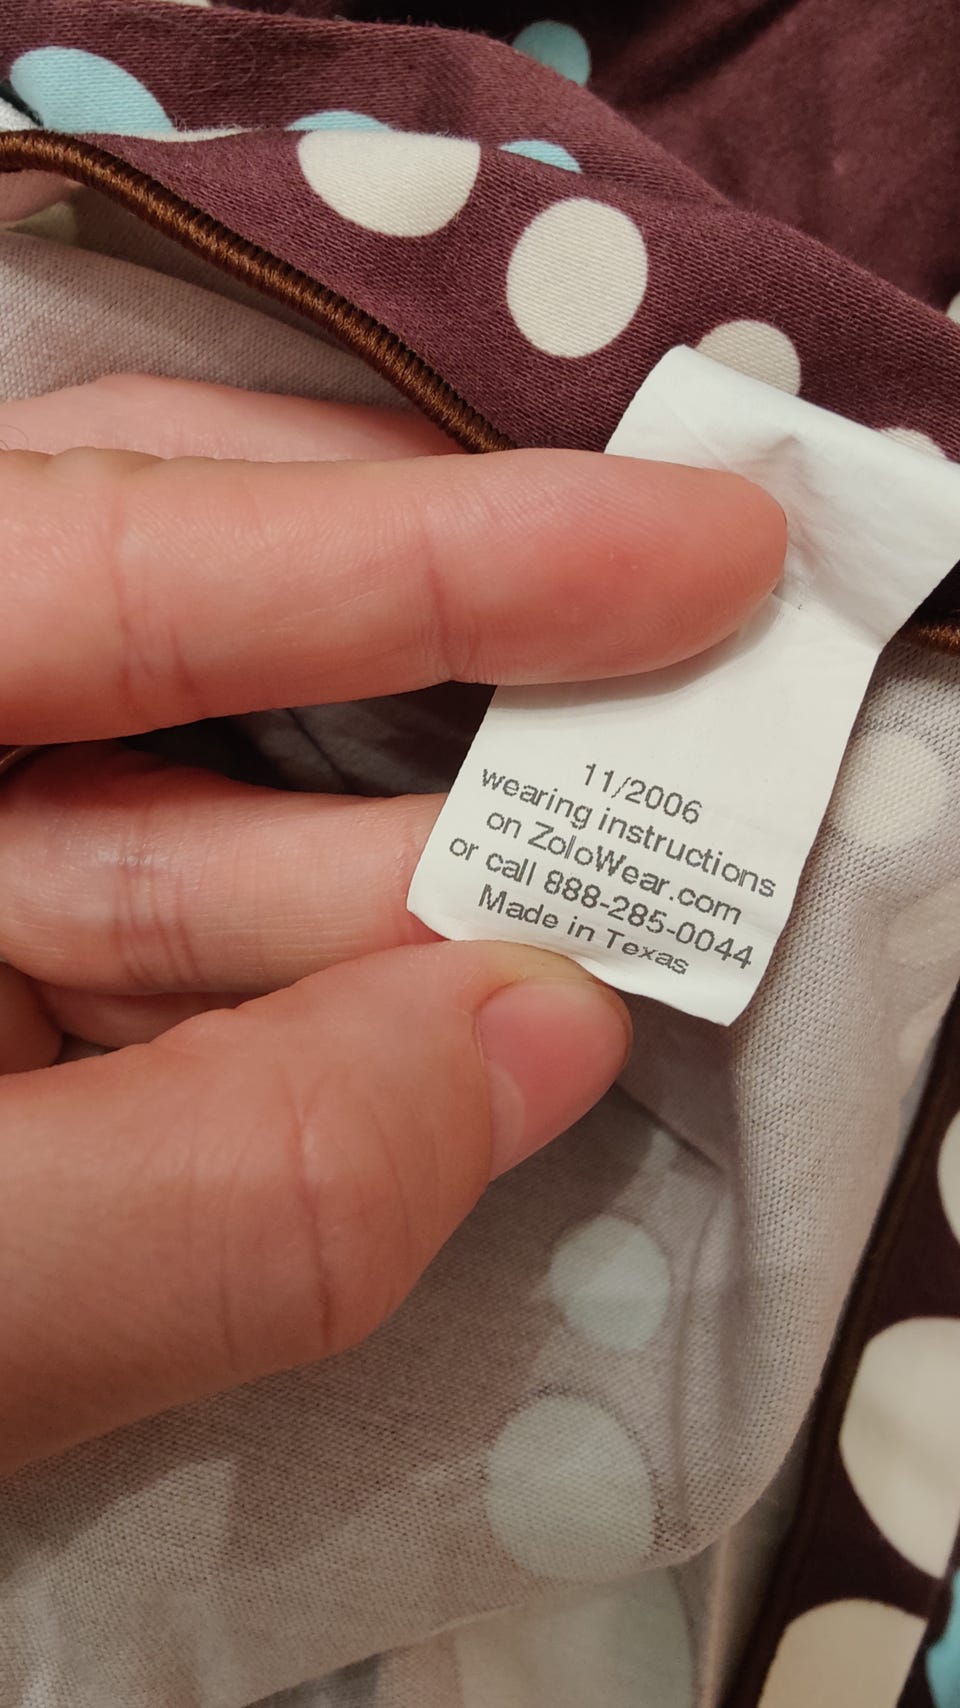 11/2006
wearing instructions
on ZoloWear.com
or call 888-285-0044
Made in Texas